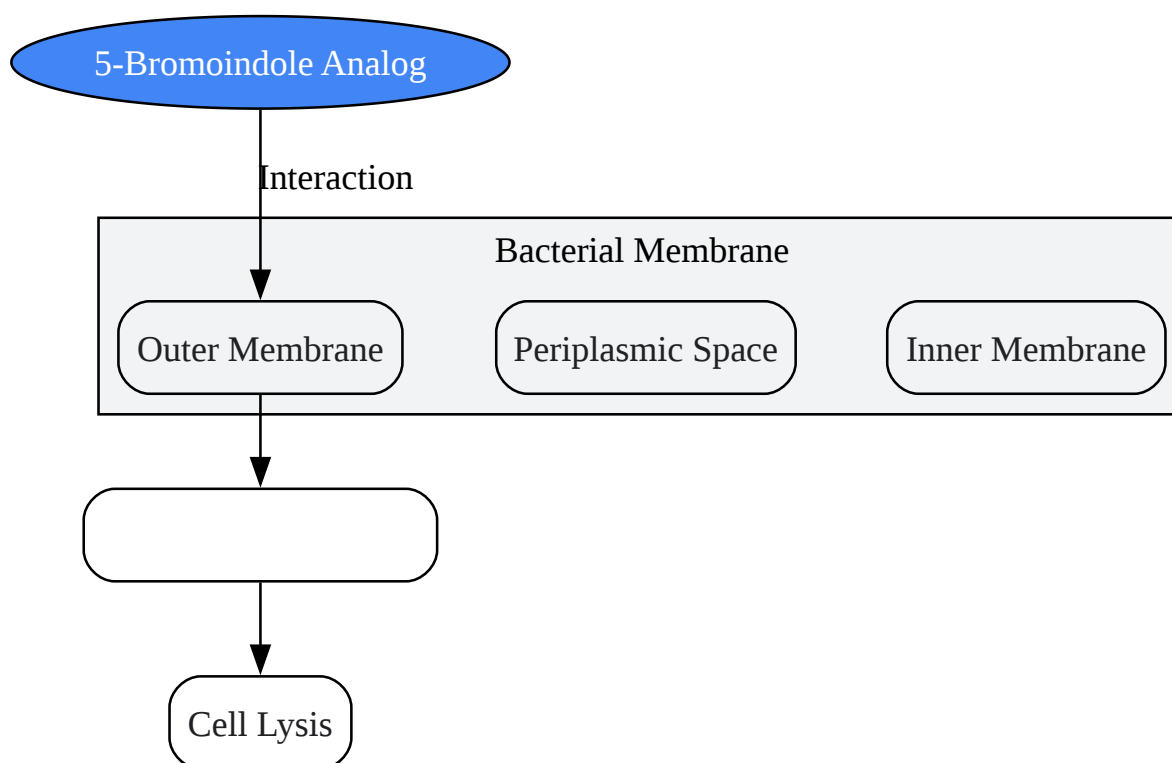 5-Bromoindole Analog
Interaction
Bacterial Membrane
Outer Membrane
Periplasmic Space
Inner Membrane
Cell Lysis